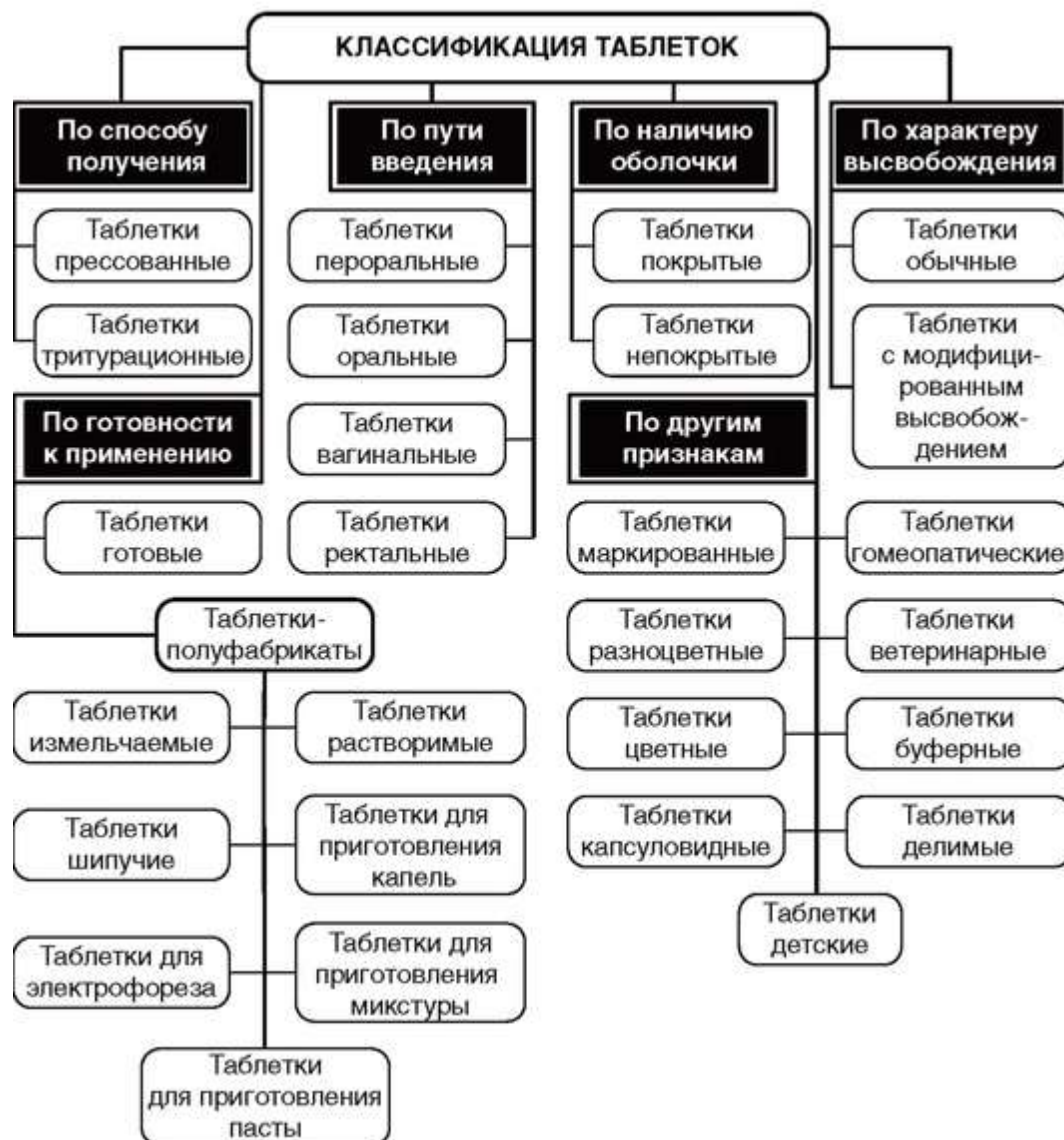 КЛАССИФИКАЦИЯ ТАБЛЕТОК
По способу
получения
Таблетки
прессованные
Таблетки
тритурационные
По готовности
к применению
Таблетки
готовые
Таблетки-
полуфабрикаты
Таблетки
измельчаемые
Таблетки
растворимые
Таблетки
шипучие
Таблетки для
приготовления
капель
Таблетки для
электрофореза
Таблетки для
приготовления
микстуры
Таблетки
для приготовления
пасты
По пути
введения
Таблетки
пероральные
Таблетки
оральные
Таблетки
вагинальные
Таблетки
ректальные
По наличию
оболочки
Таблетки
покрытые
Таблетки
непокрытые
По характеру
высвобождения
Таблетки
обычные
Таблетки
с модифици-
рованным
высвобож-
дением
По другим
признакам
Таблетки
маркированные
Таблетки
гомеопатические
Таблетки
разноцветные
Таблетки
ветеринарные
Таблетки
цветные
Таблетки
буферные
Таблетки
капсуловидные
Таблетки
делимые
Таблетки
детские